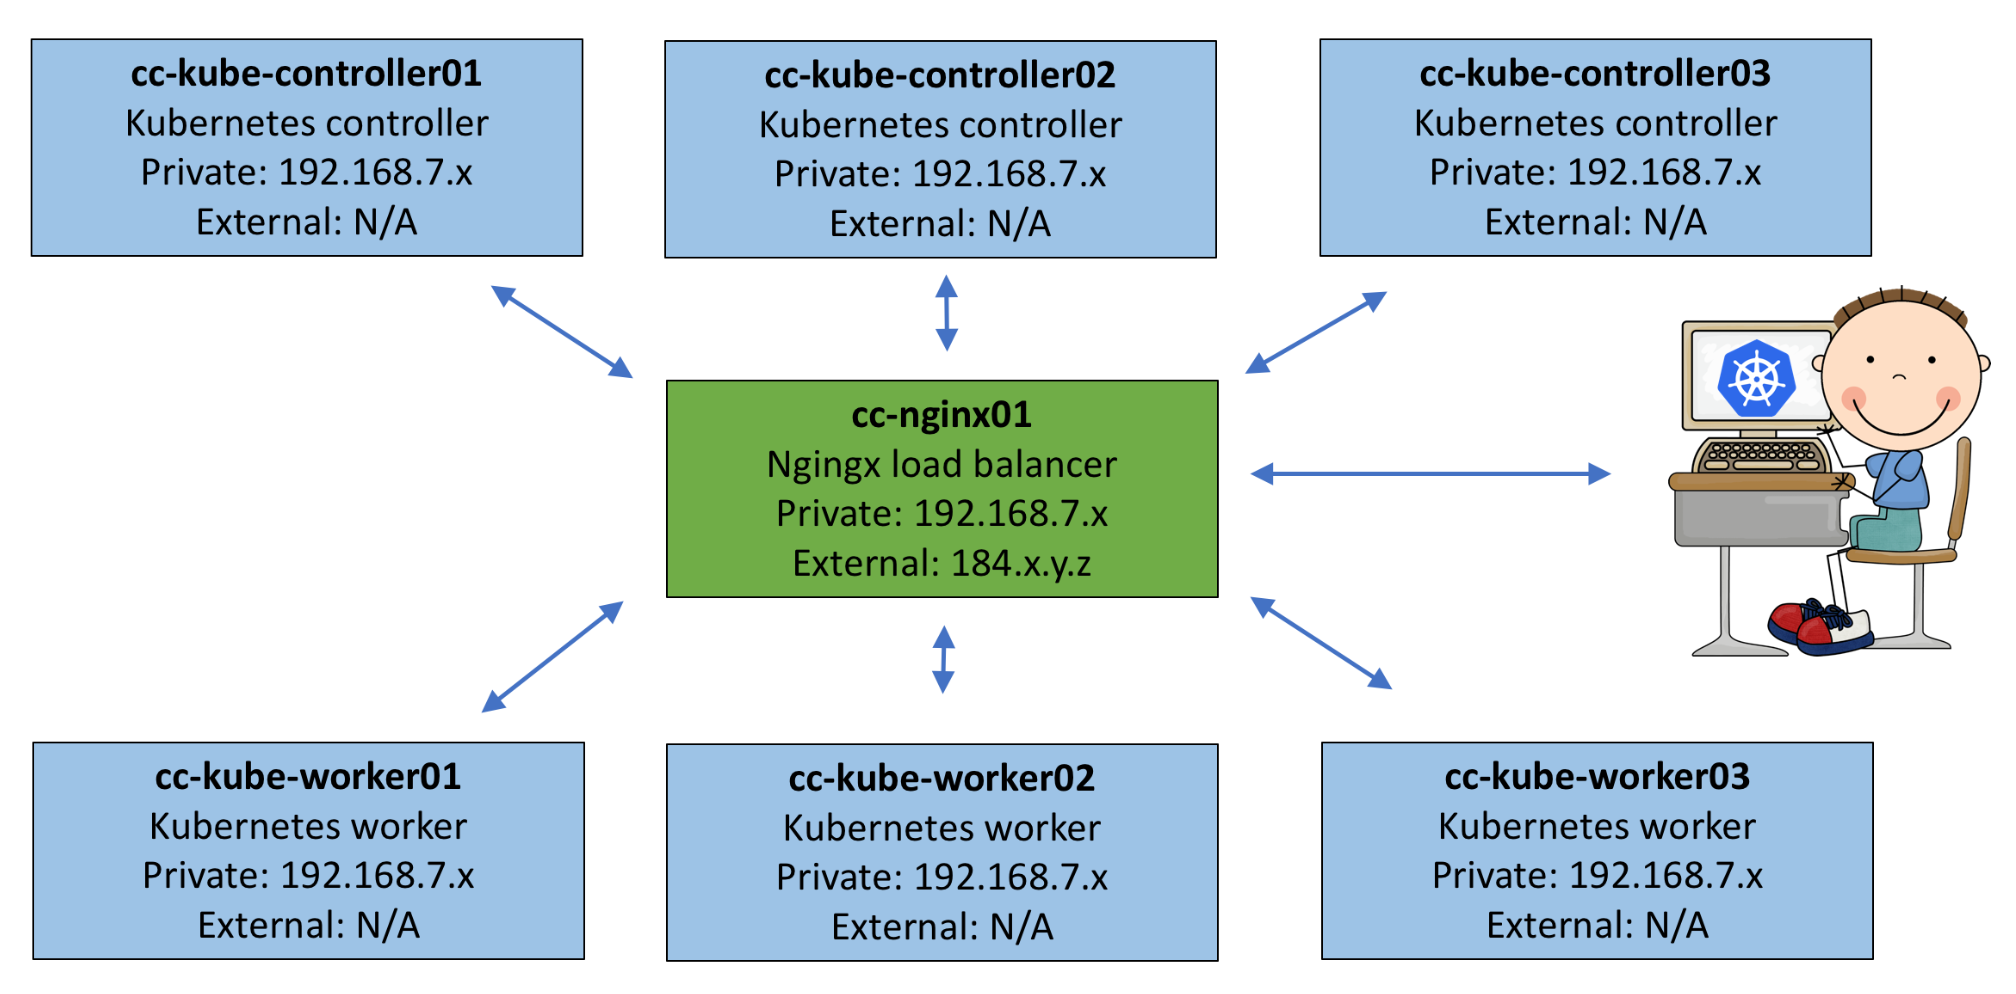 cc-kube-controller01
Kubernetes controller
Private: 192.168.7.x
External: N/A
cc-kube-controller02
Kubernetes controller
Private: 192.168.7.x
External: N/A
cc-kube-controller03
Kubernetes controller
Private: 192.168.7.x
External: N/A
cc-nginx01
Ngingx load balancer
Private: 192.168.7.x
External: 184.x.y.z
cc-kube-worker01
Kubernetes worker
Private: 192.168.7.x
External: N/A
cc-kube-worker02
Kubernetes worker
Private: 192.168.7.x
External: N/A
cc-kube-worker03
Kubernetes worker
Private: 192.168.7.x
External: N/A